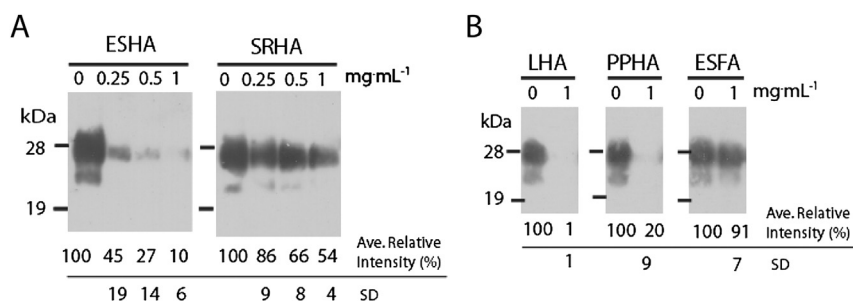 A
ESHA SRHA
0 0.25 0.5 1 0 0.25 0.5 1 mg·mL⁻¹
kDa
28
19
100 45 27 10 100 86 66 54 Ave. Relative Intensity (%)
19 14 6 9 8 4 SD
B
LHA PPHA ESFA
0 1 0 1 0 1 mg·mL⁻¹
kDa
28
19
100 1 100 20 100 91 Ave. Relative Intensity (%)
1 9 7 SD